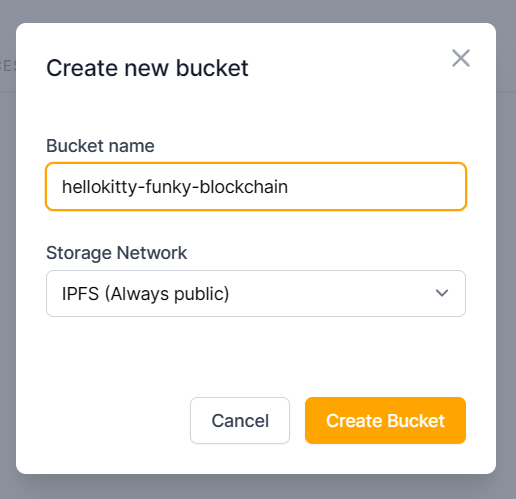 Create new bucket
Bucket name
hellokitty-funky-blockchain
Storage Network
IPFS (Always public)
Cancel
Create Bucket